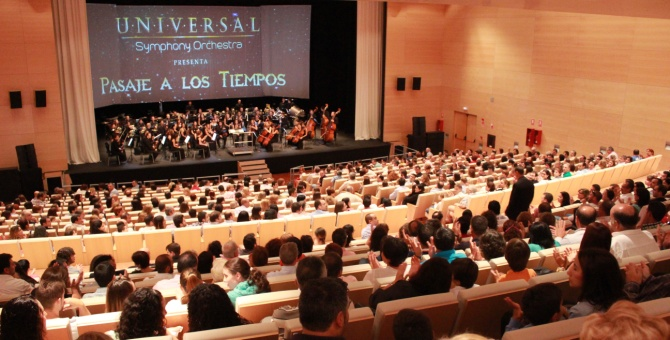 UNIVERSAL
Symphony Orchestra
PRESENTA
PASAJE A LOS TIEMPOS